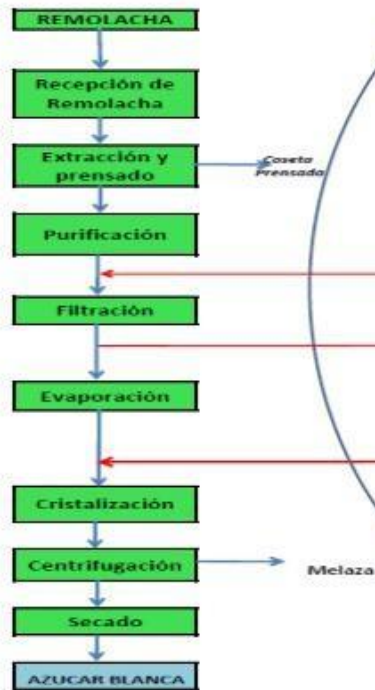 REMOLACHA
Recepción de
Remolacha
Extracción y
prensado
Coseta
Prensada
Purificación
Filtración
Evaporación
Cristalización
Centrifugación
Melaza
Secado
AZUCAR BLANCA